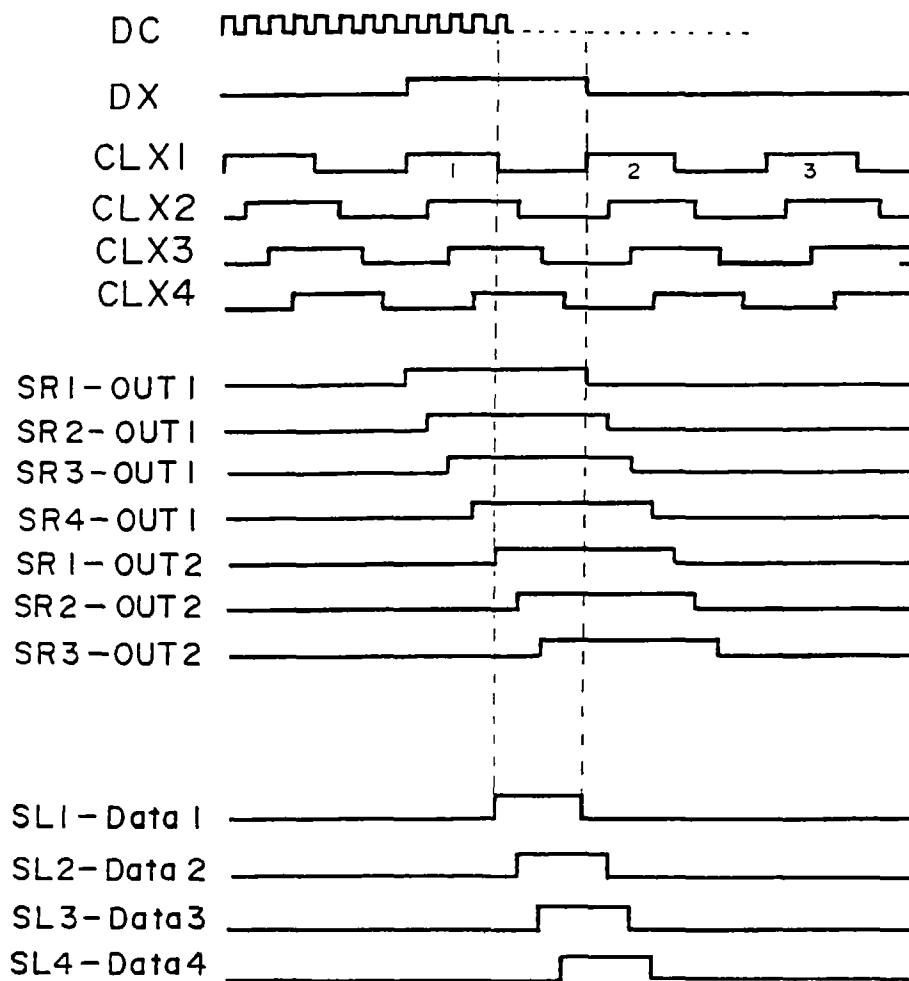 DC
DX
CLX1
1 2 3
CLX2
CLX3
CLX4
SR1-OUT1
SR2-OUT1
SR3-OUT1
SR4-OUT1
SR1-OUT2
SR2-OUT2
SR3-OUT2
SL1-Data1
SL2-Data2
SL3-Data3
SL4-Data4